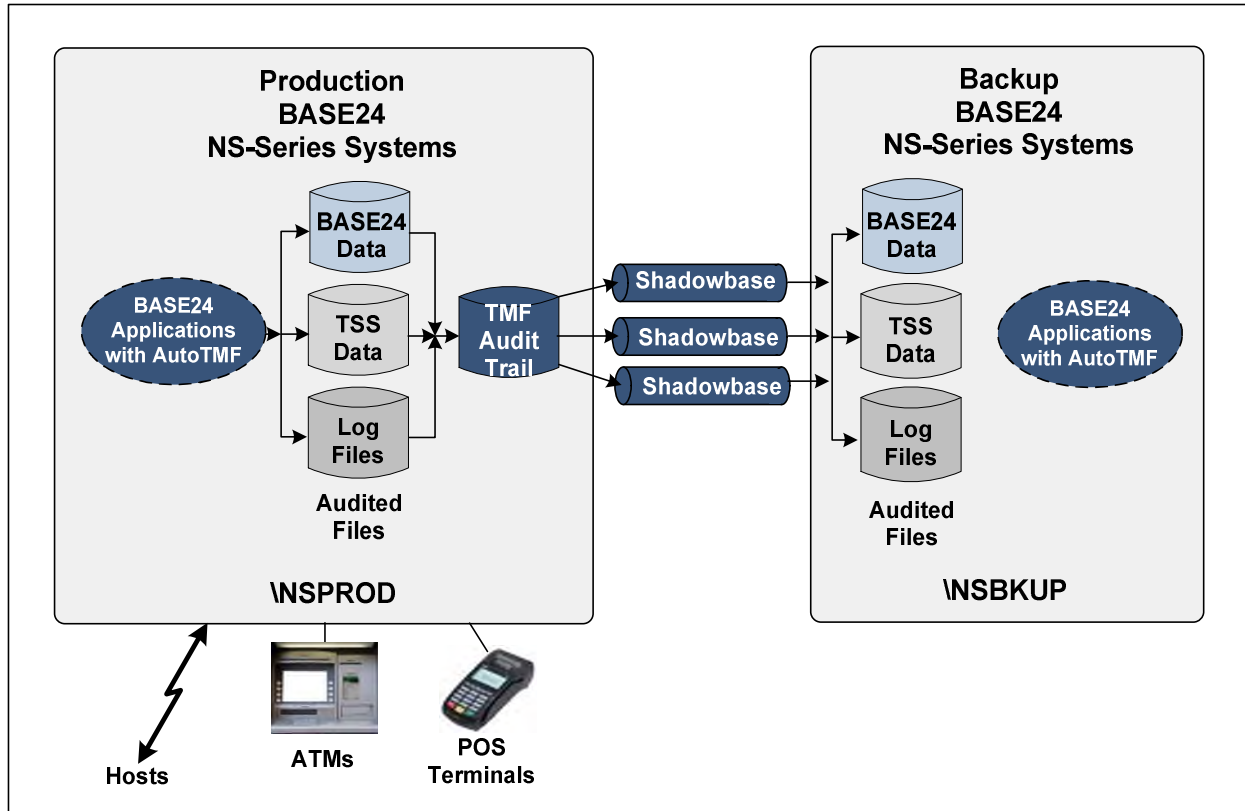 Production
BASE24
NS-Series Systems
BASE24
Data
BASE24
Applications
with AutoTMF
TSS
Data
TMF
Audit
Trail
Log
Files
Audited
Files
\NSPROD
Shadowbase
Shadowbase
Shadowbase
Backup
BASE24
NS-Series Systems
BASE24
Data
TSS
Data
BASE24
Applications
with AutoTMF
Log
Files
Audited
Files
\NSBKUP
Hosts
ATMs
POS
Terminals